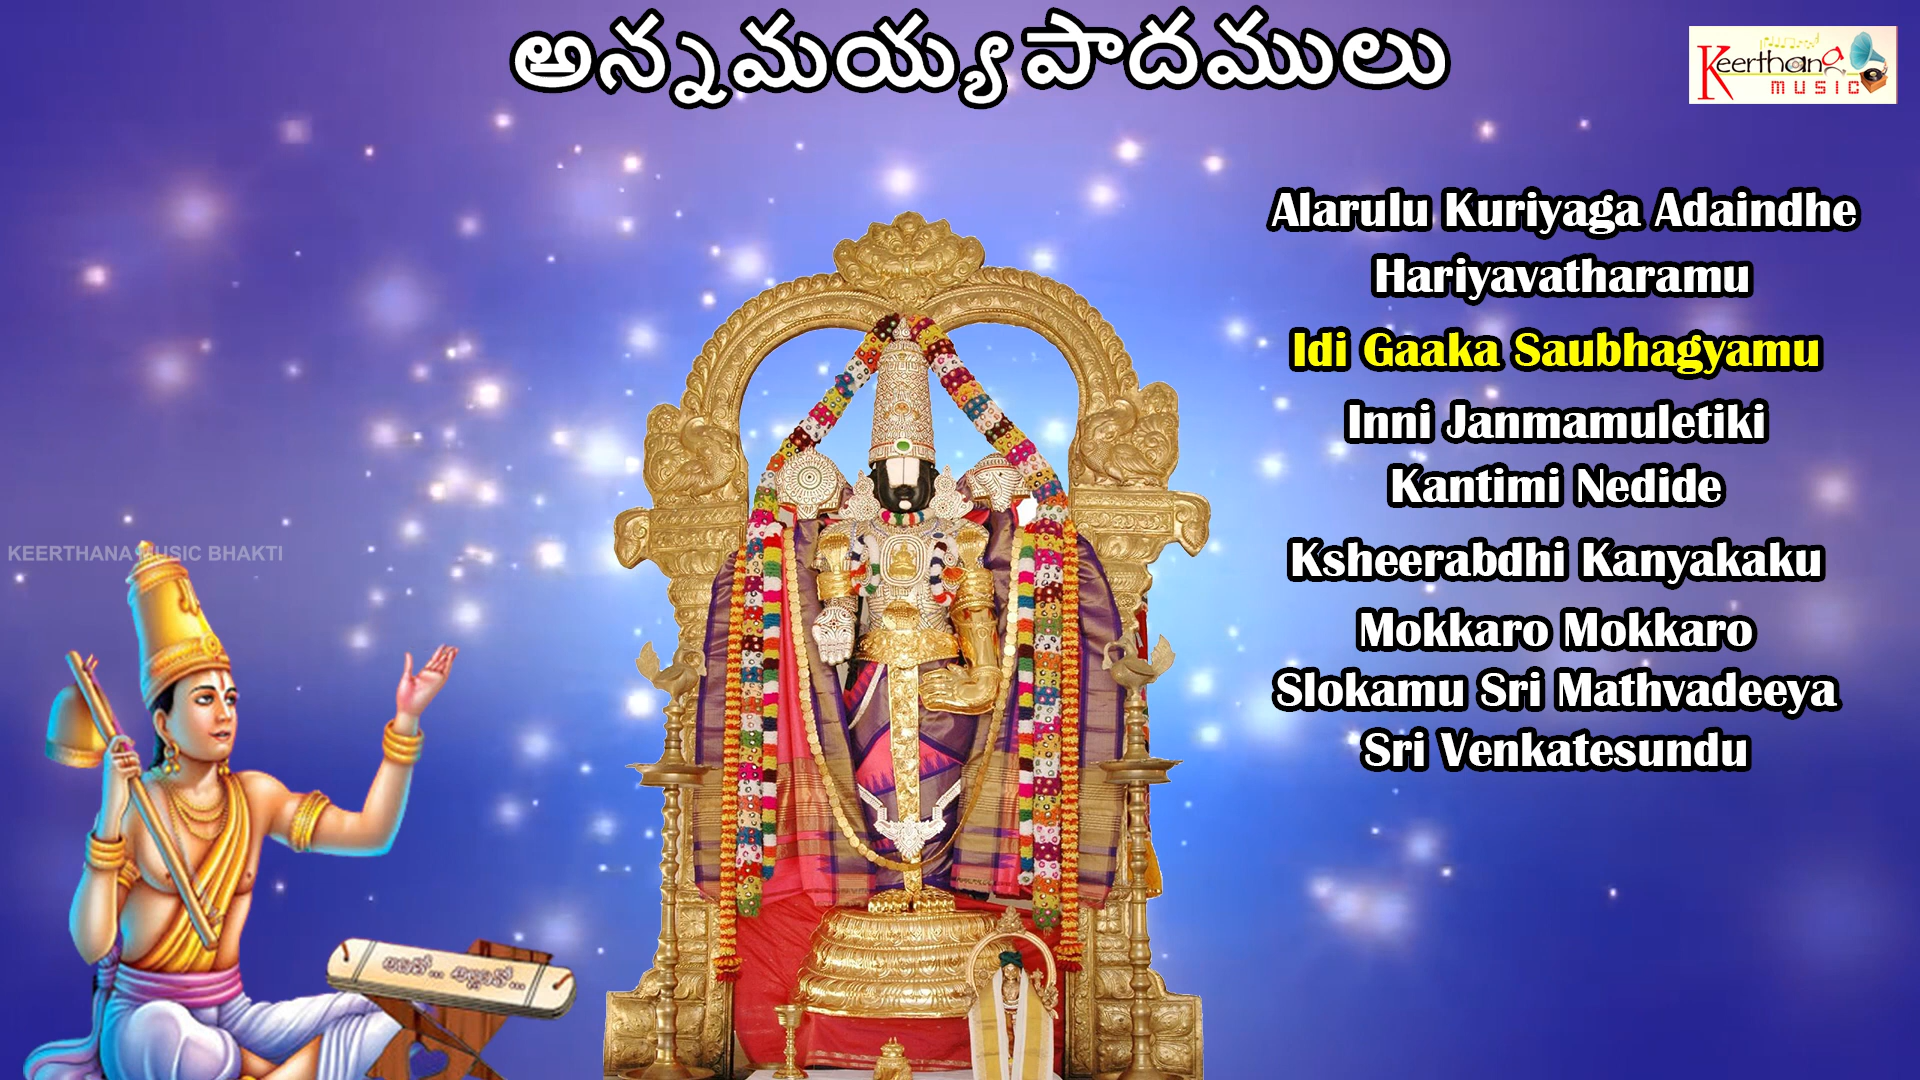 అన్నమయ్య పాదములు
Keerthana
MUSIC
Alarulu Kuriyaga Adaindhe
Hariyavatharamu
Idi Gaaka Saubhagyamu
Inni Janmamuletiki
Kantimi Nedide
KEERTHANA MUSIC BHAKTI
Ksheerabdhi Kanyakaku
Mokkaro Mokkaro
Slokamu Sri Mathvadeeya
Sri Venkatesundu